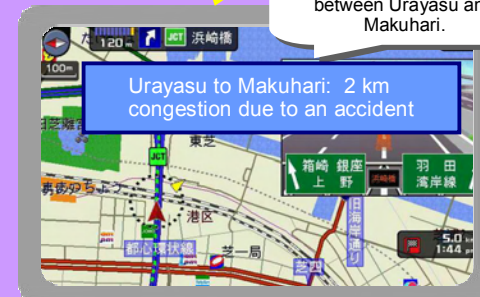 between Urayasu an
Makuhari.
120m
JCT 浜崎橋
100m
Urayasu to Makuhari: 2 km
congestion due to an accident
東芝
JCT
箱崎 銀座
上 野
浜崎橋
羽 田
湾岸線
港区
都心環状線
芝一局
芝四
旧海岸通り
5.0
1:44